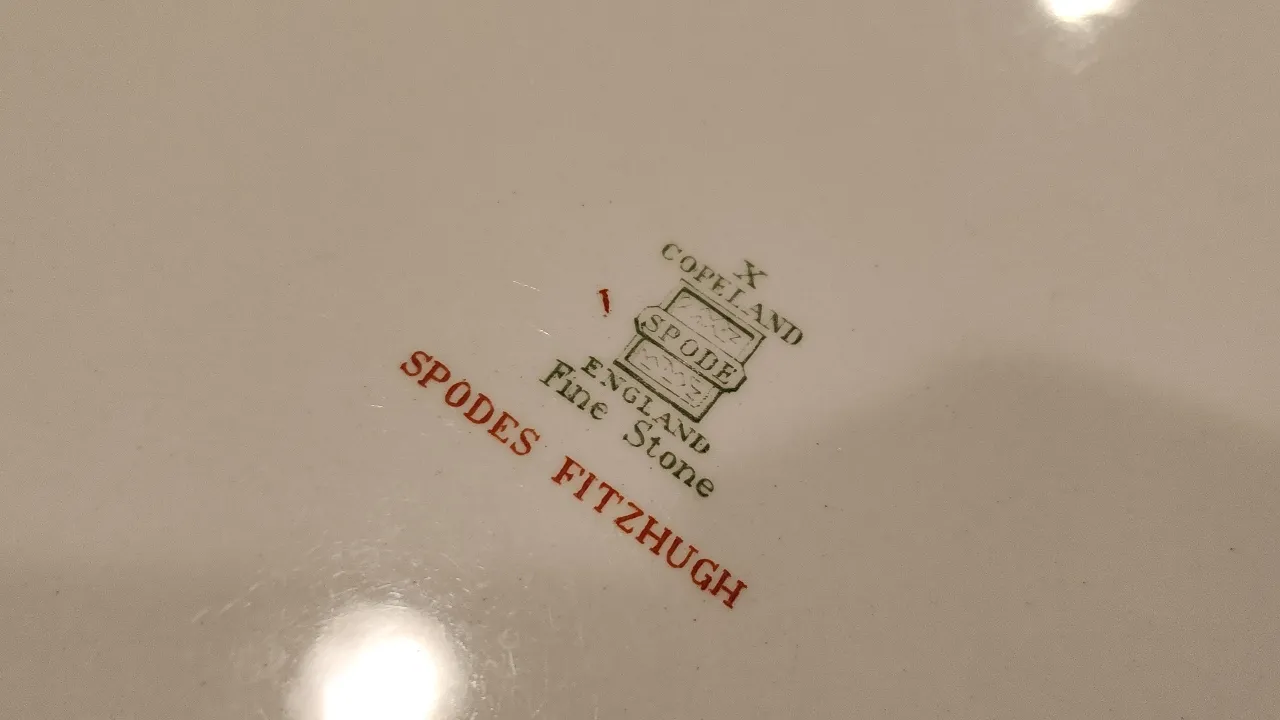 X
COPELAND
SPODE
ENGLAND
Fine Stone
SPODES FITZHUGH